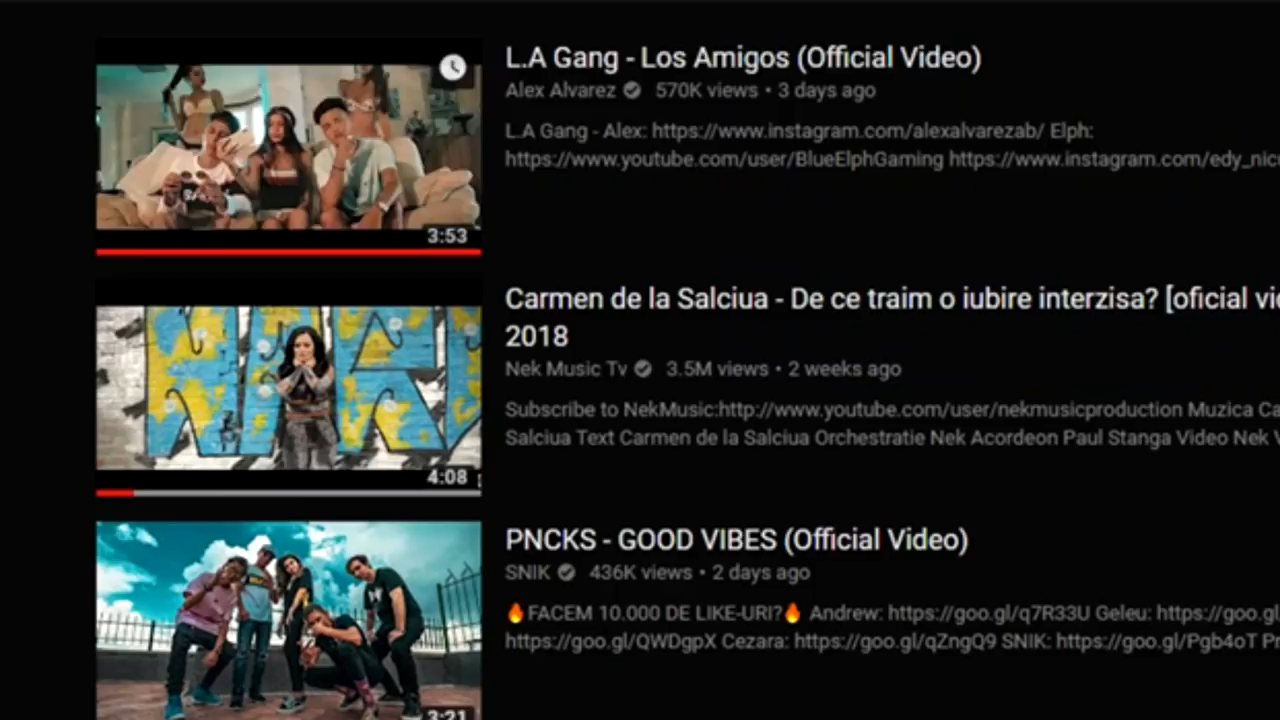 L.A Gang - Los Amigos (Official Video)
Alex Alvarez 570K views • 3 days ago
L.A Gang - Alex: https://www.instagram.com/alexalvarezab/ Elph:
https://www.youtube.com/user/BlueElphGaming https://www.instagram.com/edy_nic
3:53
Carmen de la Salciua - De ce traim o iubire interzisa? [oficial vi
2018
Nek Music Tv 3.5M views • 2 weeks ago
Subscribe to NekMusic:http://www.youtube.com/user/nekmusicproduction Muzica Ca
Salciua Text Carmen de la Salciua Orchestratie Nek Acordeon Paul Stanga Video Nek
4:08
PNCKS - GOOD VIBES (Official Video)
SNIK 436K views • 2 days ago
🔥FACEM 10.000 DE LIKE-URI?🔥 Andrew: https://goo.gl/q7R33U Geleu: https://goo.gl
https://goo.gl/QWDgpX Cezara: https://goo.gl/qZngQ9 SNIK: https://goo.gl/Pgb4oT
3:21